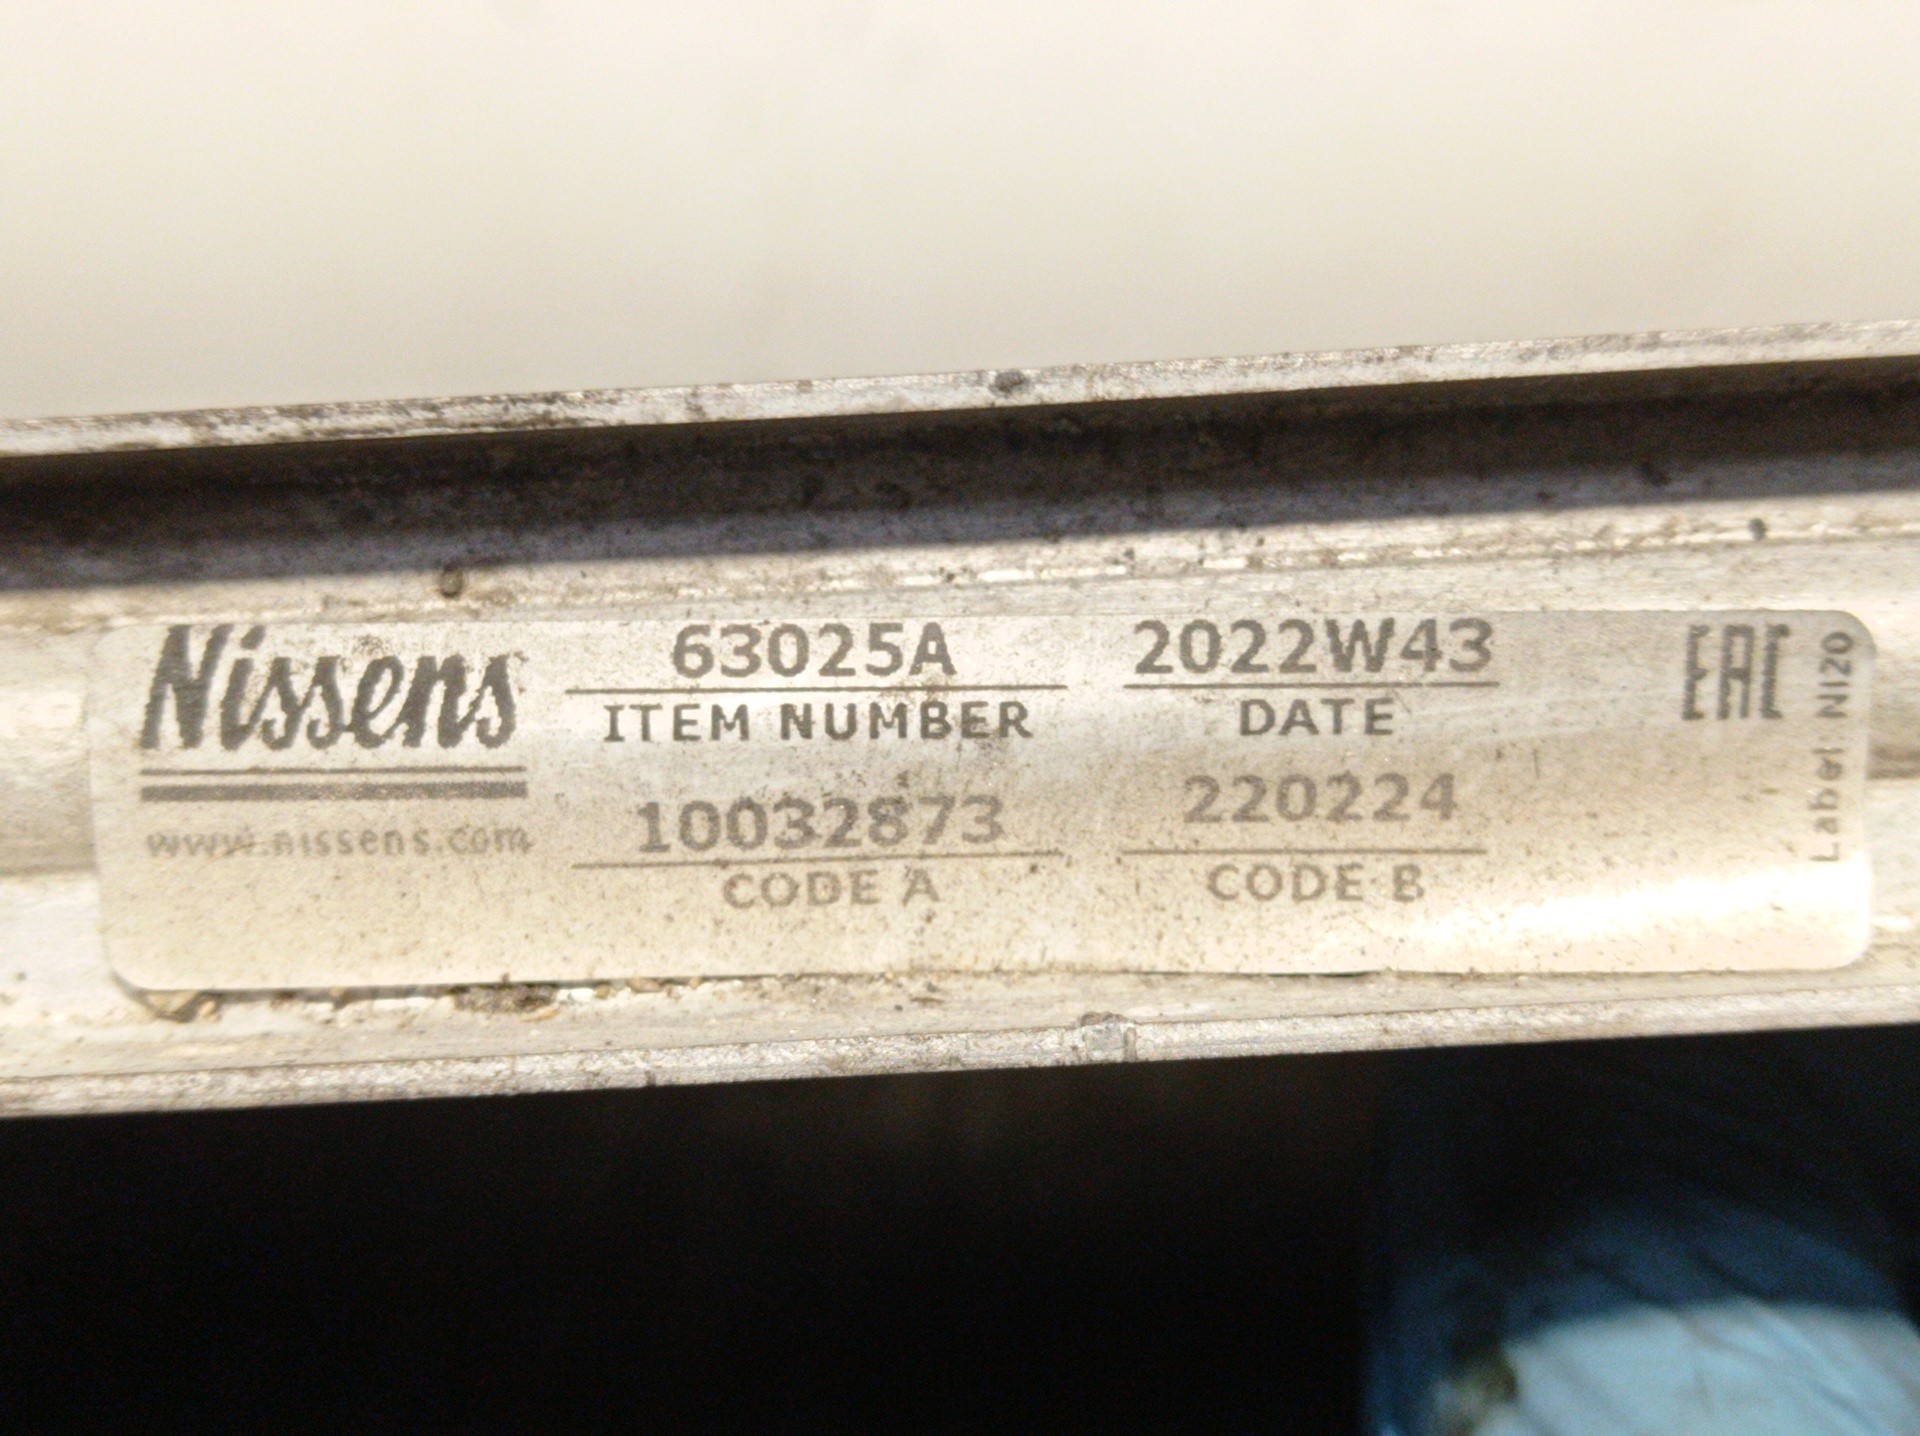 Nissens
www.nissens.com
63025A
ITEM NUMBER
10032873
CODE A
2022W43
DATE
220224
CODE B
EAC
Label NI20